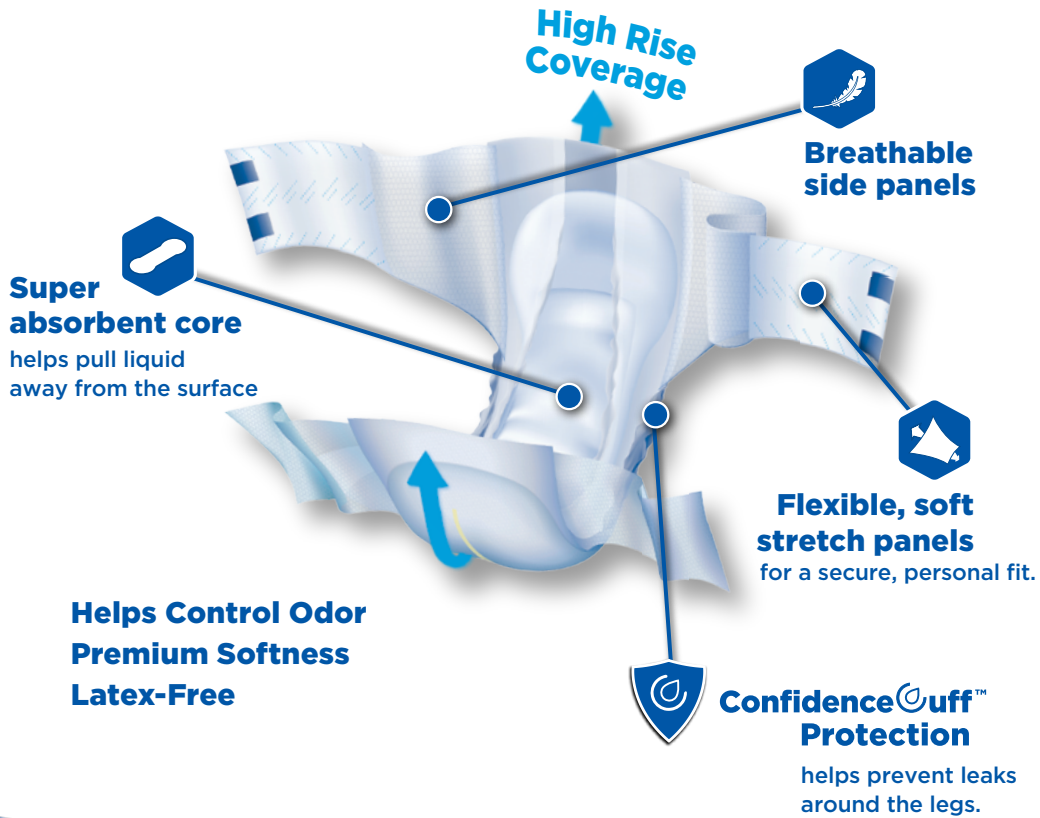 High Rise
Coverage
Breathable
side panels
Super
absorbent core
helps pull liquid
away from the surface
Flexible, soft
stretch panels
for a secure, personal fit.
Helps Control Odor
Premium Softness
Latex-Free
ConfidenceCuff™
Protection
helps prevent leaks
around the legs.